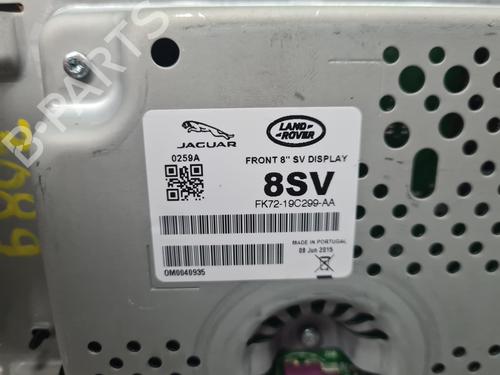 B-PARTS
JAGUAR
LAND-
ROVER
0259A
FRONT 8" SV DISPLAY
8SV
FK72-19C299-AA
MADE IN PORTUGAL
08 Jun 2015
OM0040935